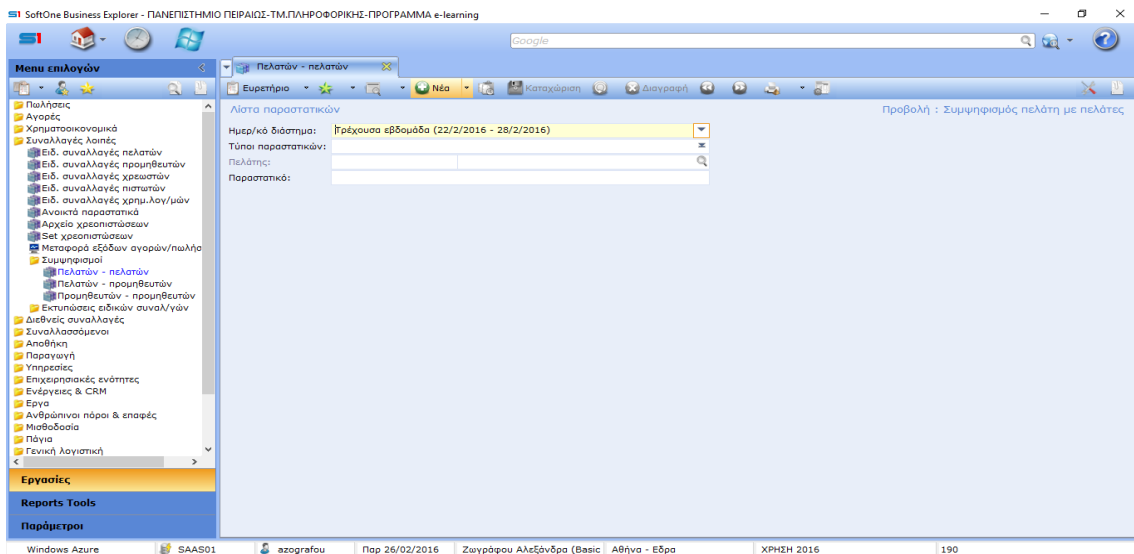 S1 SoftOne Business Explorer - ΠΑΝΕΠΙΣΤΗΜΙΟ ΠΕΙΡΑΙΩΣ-ΤΜ.ΠΛΗΡΟΦΟΡΙΚΗΣ-ΠΡΟΓΡΑΜΜΑ e-learning
S1
Google
Menu επιλογών
Πελατών - πελατών
Ευρετήριο
Νέα
Καταχώριση
Διαγραφή
Πωλήσεις
Αγορές
Χρηματοοικονομικά
Συναλλαγές λοιπές
Ειδ. συναλλαγές πελατών
Ειδ. συναλλαγές προμηθευτών
Ειδ. συναλλαγές χρεωστών
Ειδ. συναλλαγές πιστωτών
Ειδ. συναλλαγές χρημ.λογ/μών
Ανοικτά παραστατικά
Αρχείο χρεοπιστώσεων
Set χρεοπιστώσεων
Μεταφορά εξόδων αγορών/πωλήσ
Συμψηφισμοί
Πελατών - πελατών
Πελατών - προμηθευτών
Προμηθευτών - προμηθευτών
Εκτυπώσεις ειδικών συναλ/γών
Διεθνείς συναλλαγές
Συναλλασσόμενοι
Αποθήκη
Παραγωγή
Υπηρεσίες
Επιχειρησιακές ενότητες
Ενέργειες & CRM
Εργα
Ανθρώπινοι πόροι & επαφές
Μισθοδοσία
Πάγια
Γενική λογιστική
Εργασίες
Reports Tools
Παράμετροι
Λίστα παραστατικών
Προβολή : Συμψηφισμός πελάτη με πελάτες
Ημερ/κό διάστημα: Τρέχουσα εβδομάδα (22/2/2016 - 28/2/2016)
Τύποι παραστατικών:
Πελάτης:
Παραστατικό:
Windows Azure SAAS01 azografou Παρ 26/02/2016 Ζωγράφου Αλεξάνδρα (Basic Αθήνα - Εδρα ΧΡΗΣΗ 2016 190